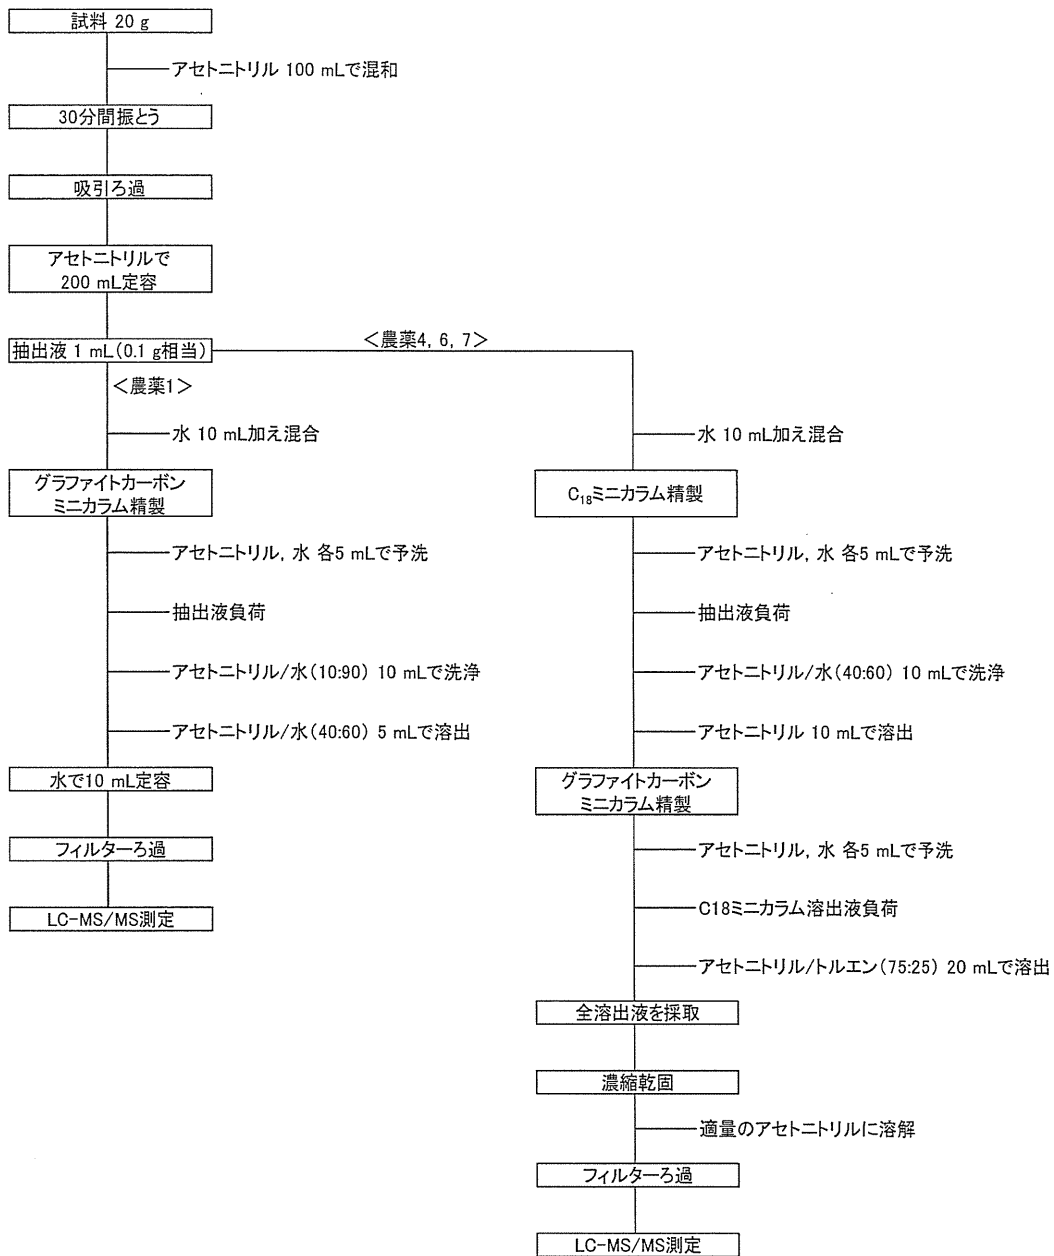 試料 20 g
アセトニトリル 100 mLで混和
30分間振とう
吸引ろ過
アセトニトリルで
200 mL定容
抽出液 1 mL(0.1 g相当)
<農薬4, 6, 7>
<農薬1>
水 10 mL加え混合
グラファイトカーボン
ミニカラム精製
アセトニトリル, 水 各5 mLで予洗
抽出液負荷
アセトニトリル/水(10:90) 10 mLで洗浄
アセトニトリル/水(40:60) 5 mLで溶出
水で10 mL定容
フィルターろ過
LC-MS/MS測定
水 10 mL加え混合
C₁₈ミニカラム精製
アセトニトリル, 水 各5 mLで予洗
抽出液負荷
アセトニトリル/水(40:60) 10 mLで洗浄
アセトニトリル 10 mLで溶出
グラファイトカーボン
ミニカラム精製
アセトニトリル, 水 各5 mLで予洗
C18ミニカラム溶出液負荷
アセトニトリル/トルエン(75:25) 20 mLで溶出
全溶出液を採取
濃縮乾固
適量のアセトニトリルに溶解
フィルターろ過
LC-MS/MS測定